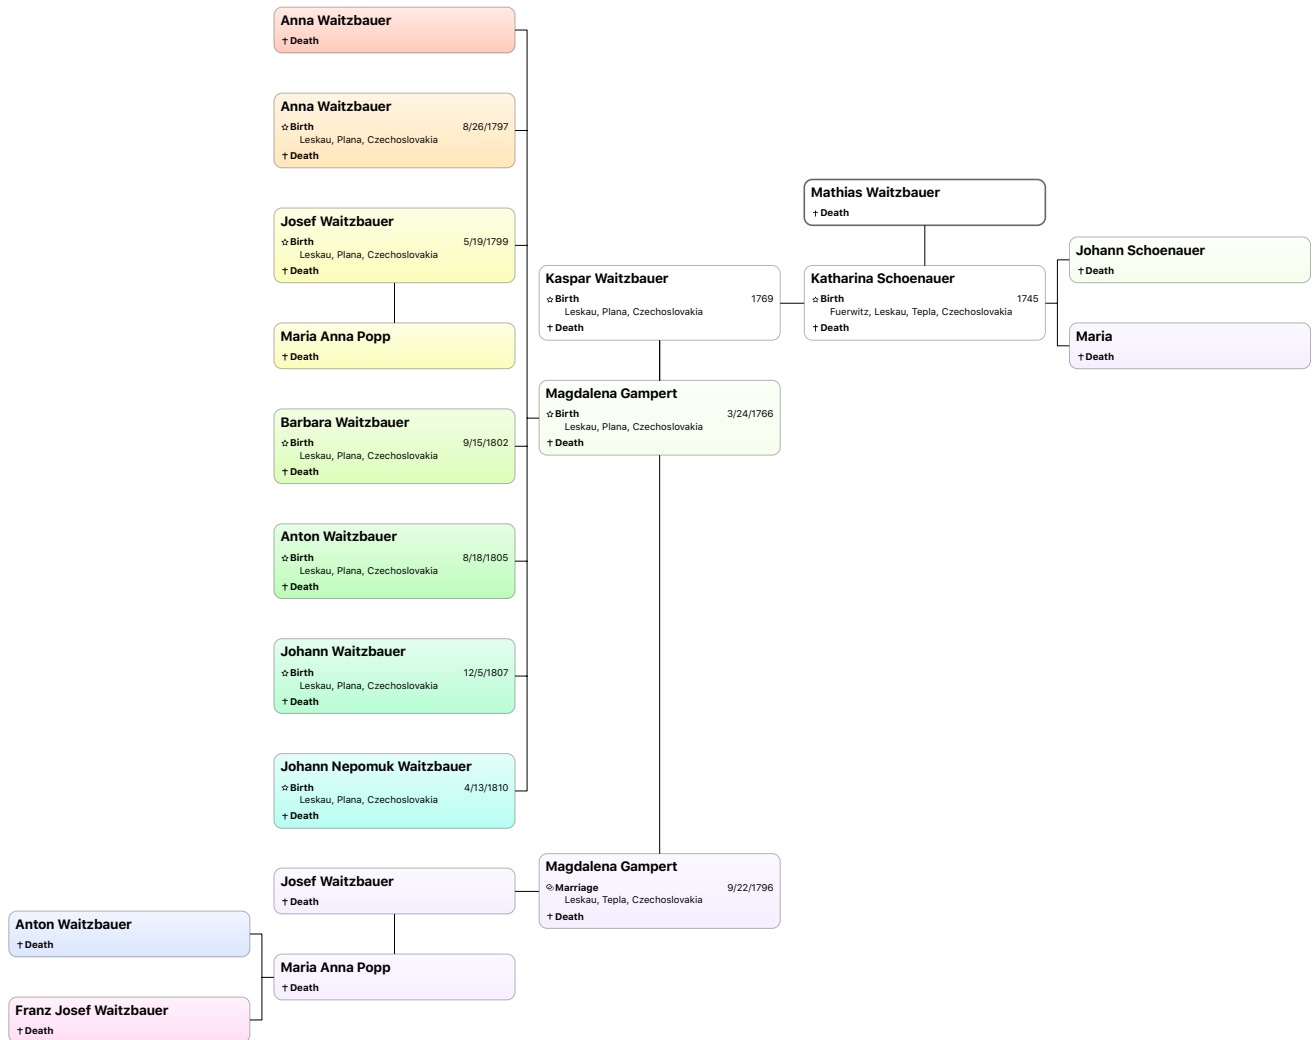 Anna Waitzbauer
†Death
Anna Waitzbauer
☆Birth 8/26/1797
Leskau, Plana, Czechoslovakia
†Death
Josef Waitzbauer
☆Birth 5/19/1799
Leskau, Plana, Czechoslovakia
†Death
Maria Anna Popp
†Death
Barbara Waitzbauer
☆Birth 9/15/1802
Leskau, Plana, Czechoslovakia
†Death
Anton Waitzbauer
☆Birth 8/18/1805
Leskau, Plana, Czechoslovakia
†Death
Johann Waitzbauer
☆Birth 12/5/1807
Leskau, Plana, Czechoslovakia
†Death
Johann Nepomuk Waitzbauer
☆Birth 4/13/1810
Leskau, Plana, Czechoslovakia
†Death
Josef Waitzbauer
†Death
Maria Anna Popp
†Death
Anton Waitzbauer
†Death
Franz Josef Waitzbauer
†Death
Kaspar Waitzbauer
☆Birth 1769
Leskau, Plana, Czechoslovakia
†Death
Magdalena Gampert
☆Birth 3/24/1766
Leskau, Plana, Czechoslovakia
†Death
Magdalena Gampert
⚭Marriage 9/22/1796
Leskau, Tepla, Czechoslovakia
†Death
Mathias Waitzbauer
†Death
Katharina Schoenauer
☆Birth 1745
Fuerwitz, Leskau, Tepla, Czechoslovakia
†Death
Johann Schoenauer
†Death
Maria
†Death